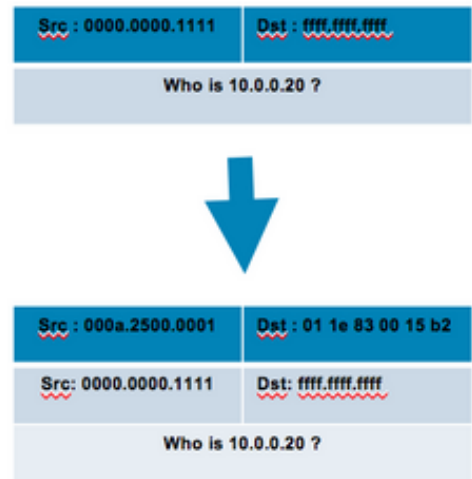 Src : 0000.0000.1111 Dst : ffff.ffff.ffff
Who is 10.0.0.20 ?
Src : 000a.2500.0001 Dst : 01 1e 83 00 15 b2
Src: 0000.0000.1111 Dst: ffff.ffff.ffff
Who is 10.0.0.20 ?